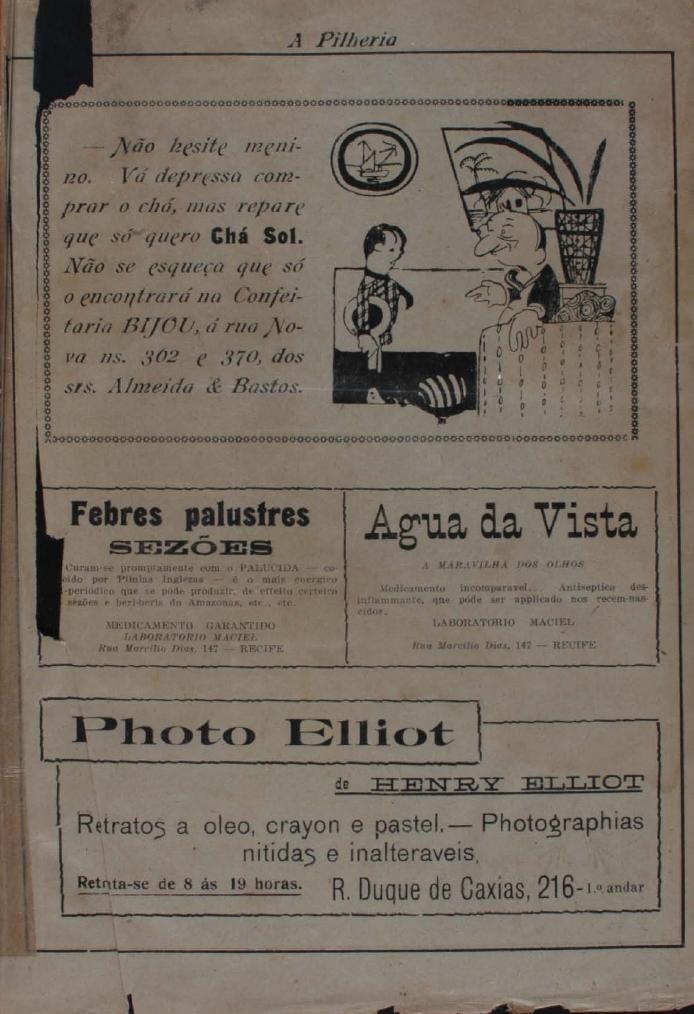 A Pilheria
— Não hesite meni-
no. Vá depressa com-
prar o chá, mas repare
que só quero Chá Sol.
Não se esqueça que só
o encontrará na Confei-
taria BIJOU, á rua No-
va ns. 362 e 370, dos
srs. Almeida & Bastos.
Febres palustres
SEZÕES
Curam-se promptamente com o PALUCIDA — co-
por Pilulas Inglezas — é o mais energico
-periódico que se póde produzir, de effeito certeiro
sezões e beri-beris do Amazonas, etc., etc.
MEDICAMENTO GARANTIDO
LABORATORIO MACIEL
Rua Marcilio Dias, 147 — RECIFE
Agua da Vista
A MARAVILHA DOS OLHOS
Medicamento incomparavel... Antiseptico des-
inflammante, que póde ser applicado nos recem-nas-
cidos.
LABORATORIO MACIEL
Rua Marcilio Dias, 147 — RECIFE
Photo Elliot
de HENRY ELLIOT
Retratos a oleo, crayon e pastel.— Photographias
nitidas e inalteraveis,
Retrata-se de 8 ás 19 horas. R. Duque de Caxias, 216-1.º andar